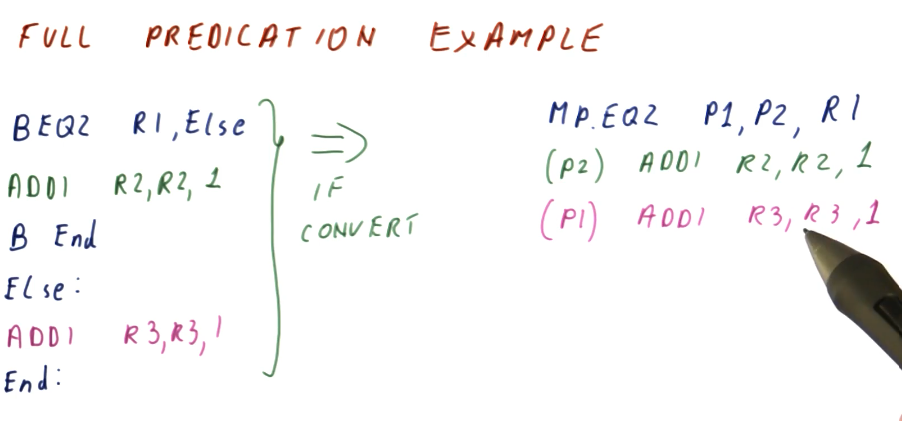 FULL PREDICATION EXAMPLE
BEQZ R1, Else
ADDI R2, R2, 1
B End
Else:
ADDI R3, R3, 1
End:
⇒
IF
CONVERT
MP.EQZ P1, P2, R1
(P2) ADDI R2, R2, 1
(P1) ADDI R3, R3, 1